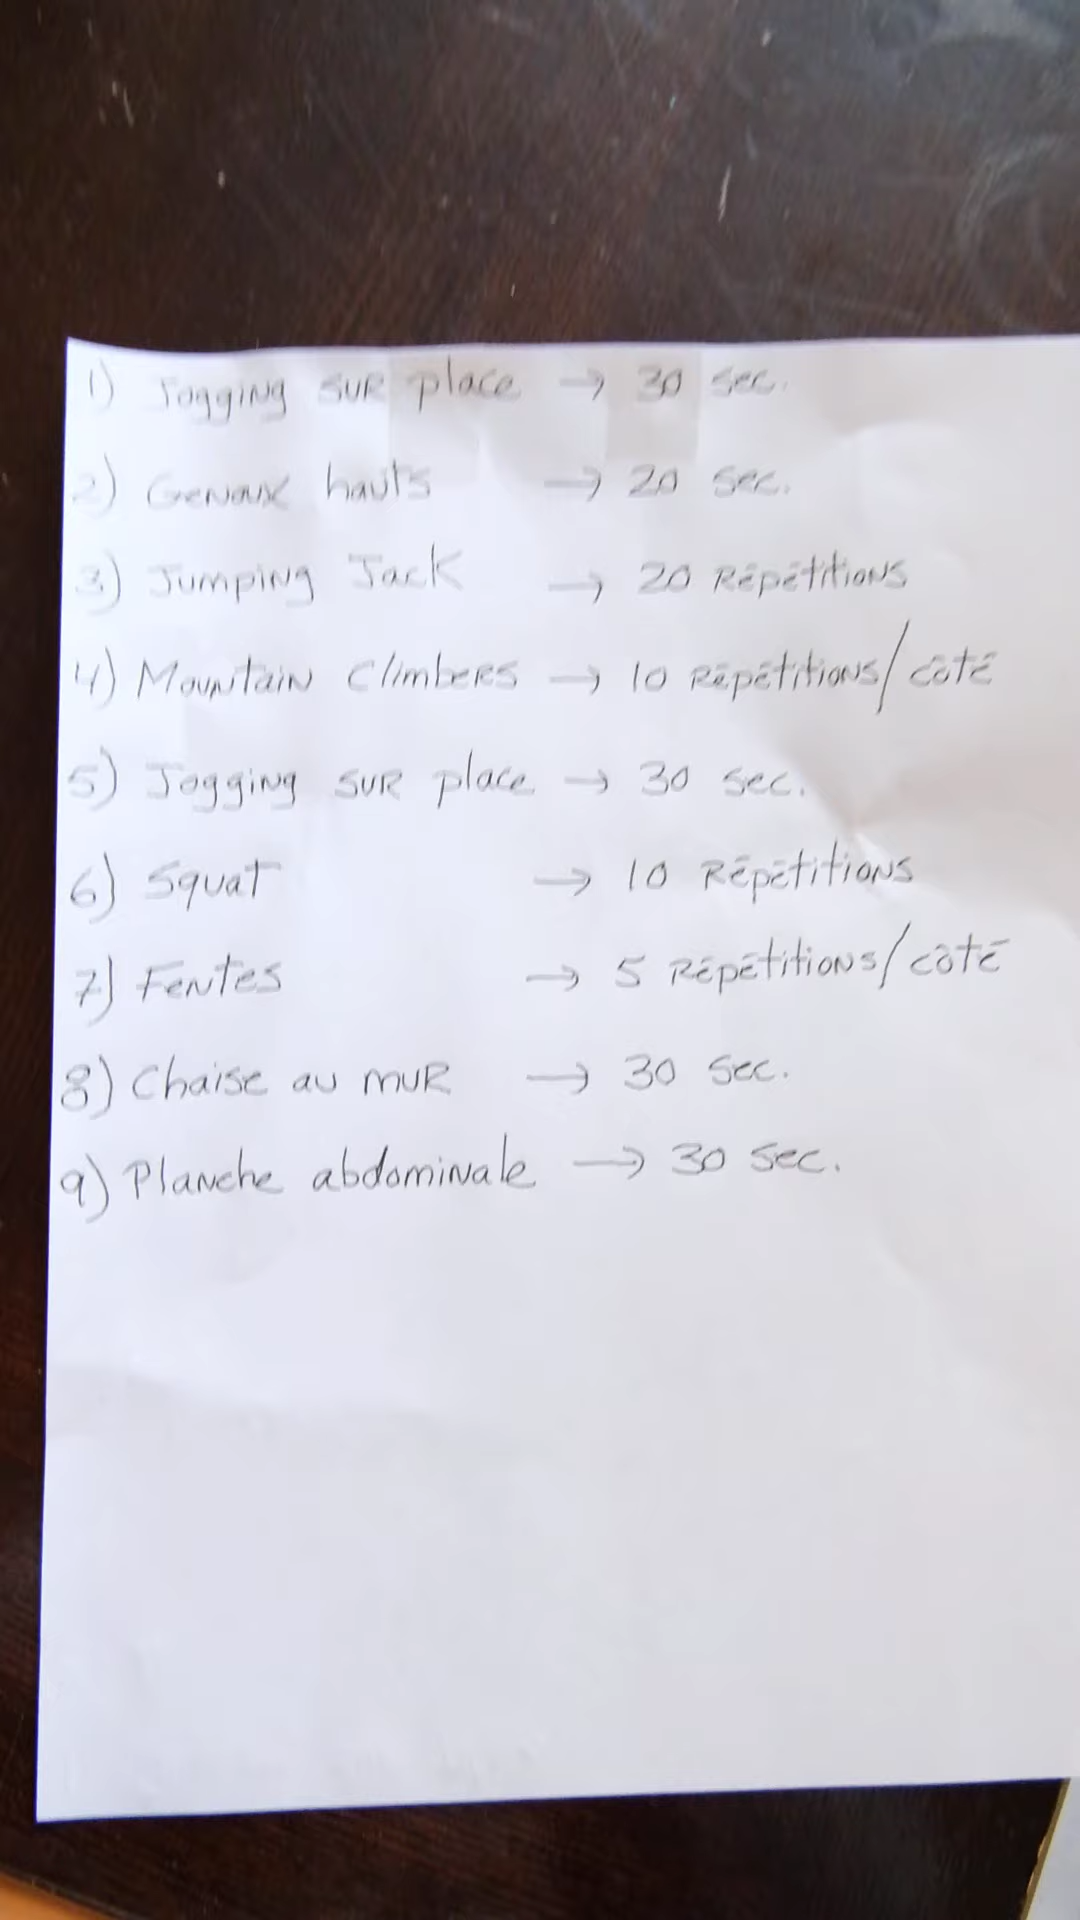 1) Jogging sur place → 30 sec.
2) Genoux hauts → 20 sec.
3) Jumping Jack → 20 Répétitions
4) Mountain Climbers → 10 Répétitions/côté
5) Jogging sur place → 30 sec.
6) Squat → 10 Répétitions
7) Fentes → 5 Répétitions/côté
8) Chaise au mur → 30 sec.
9) Planche abdominale → 30 sec.